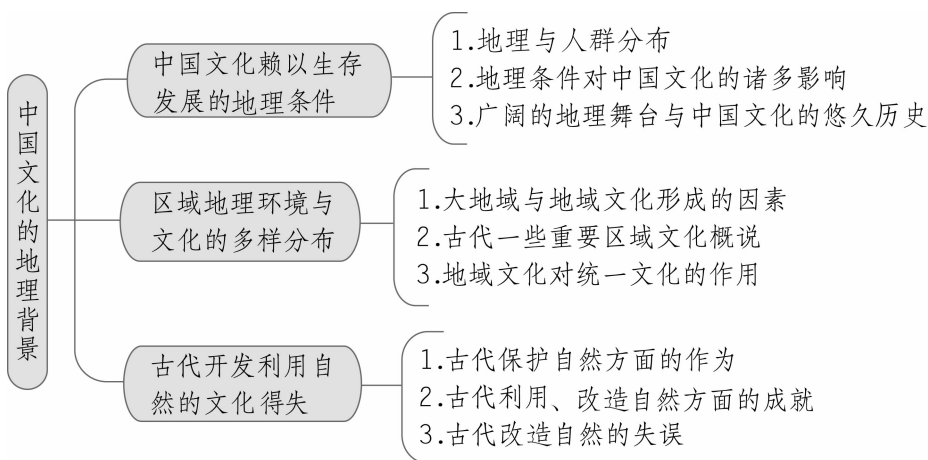 中国文化的地理背景
中国文化赖以生存
发展的地理条件
1.地理与人群分布
2.地理条件对中国文化的诸多影响
3.广阔的地理舞台与中国文化的悠久历史
区域地理环境与
文化的多样分布
1.大地域与地域文化形成的因素
2.古代一些重要区域文化概说
3.地域文化对统一文化的作用
古代开发利用自
然的文化得失
1.古代保护自然方面的作为
2.古代利用、改造自然方面的成就
3.古代改造自然的失误